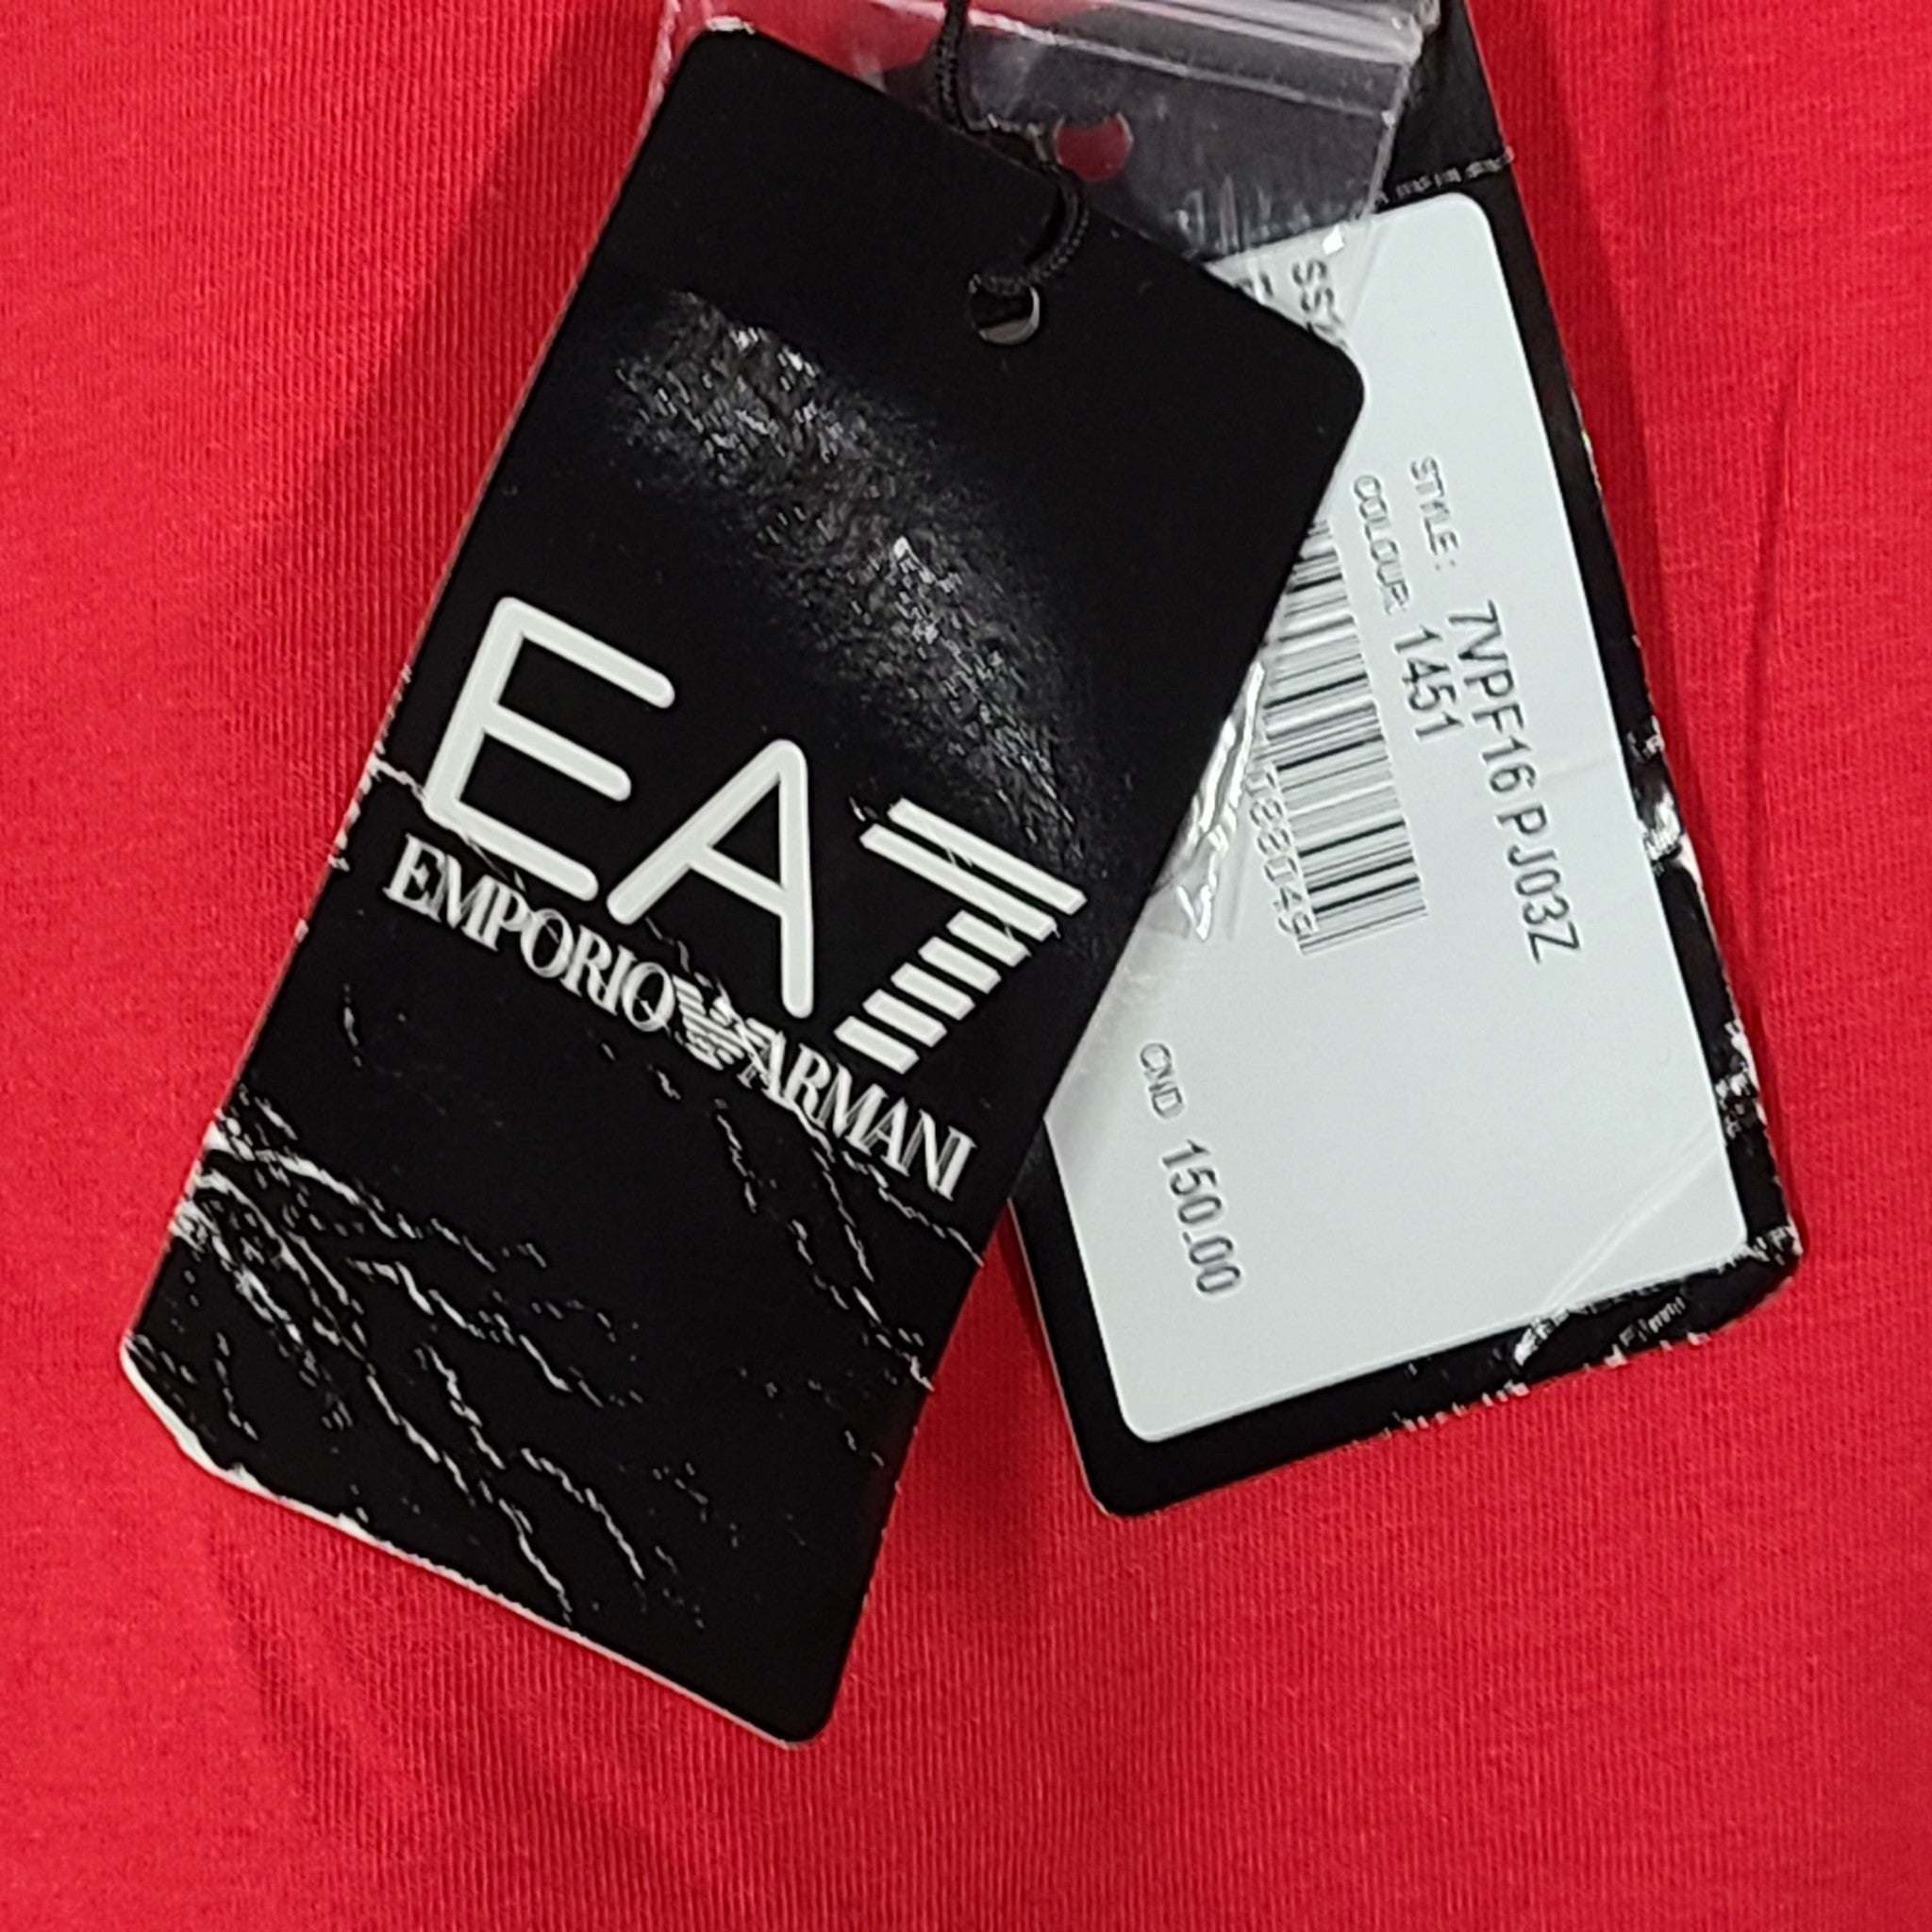 EA7
EMPORIO ARMANI
STYLE: 7VPF16 PJ03Z
COLOUR: 1451
CND 150.00